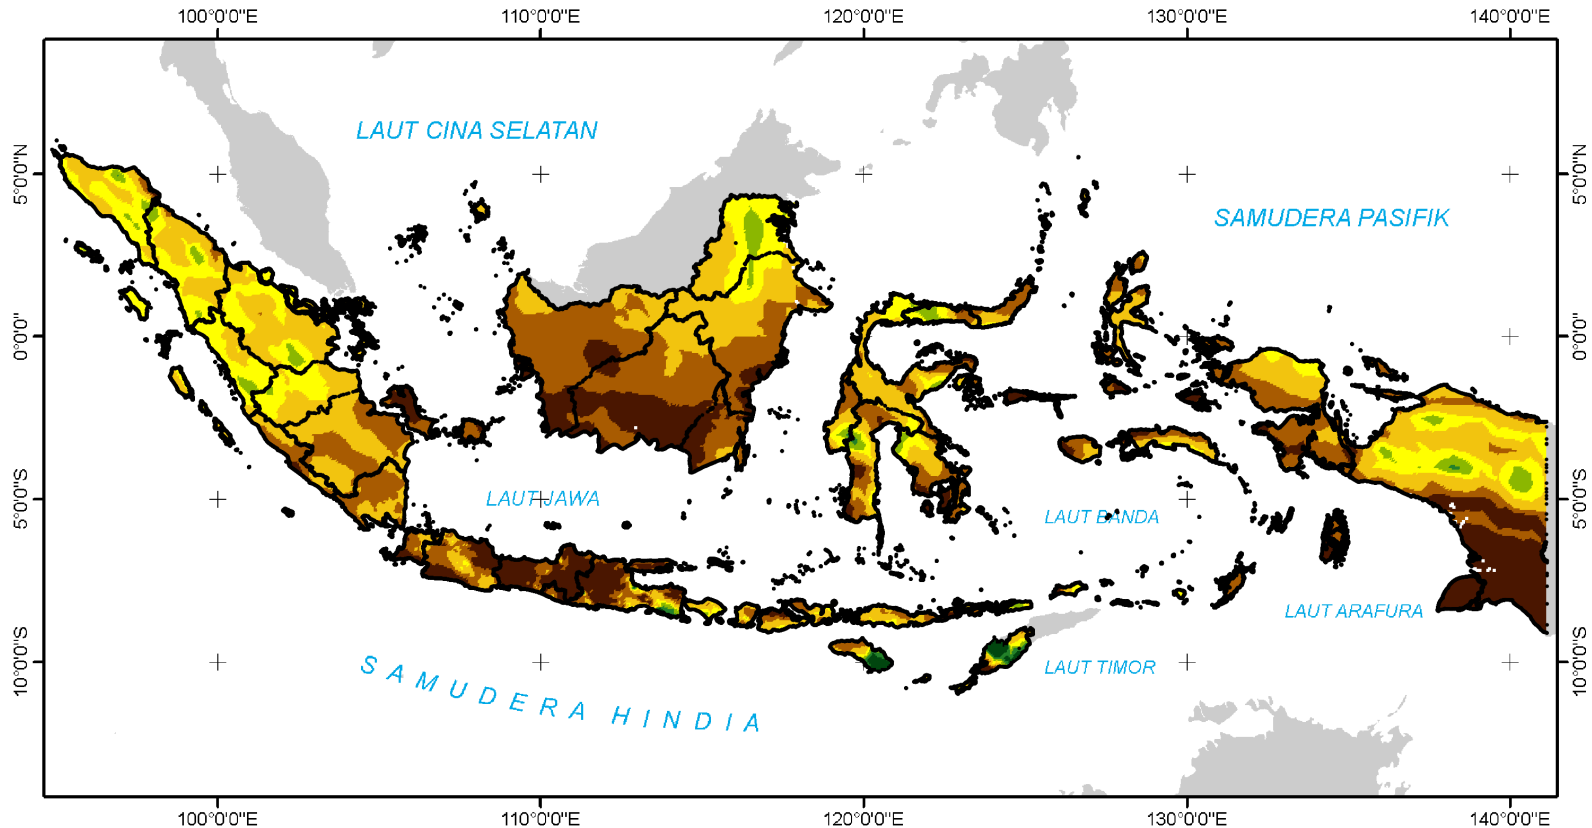 100°0'0"E 110°0'0"E 120°0'0"E 130°0'0"E 140°0'0"E
LAUT CINA SELATAN
5°0'0"N 5°0'0"N
SAMUDERA PASIFIK
0°0'0" 0°0'0"
5°0'0"S LAUT JAWA 5°0'0"S
LAUT BANDA
LAUT ARAFURA
10°0'0"S LAUT TIMOR 10°0'0"S
SAMUDERA HINDIA
100°0'0"E 110°0'0"E 120°0'0"E 130°0'0"E 140°0'0"E